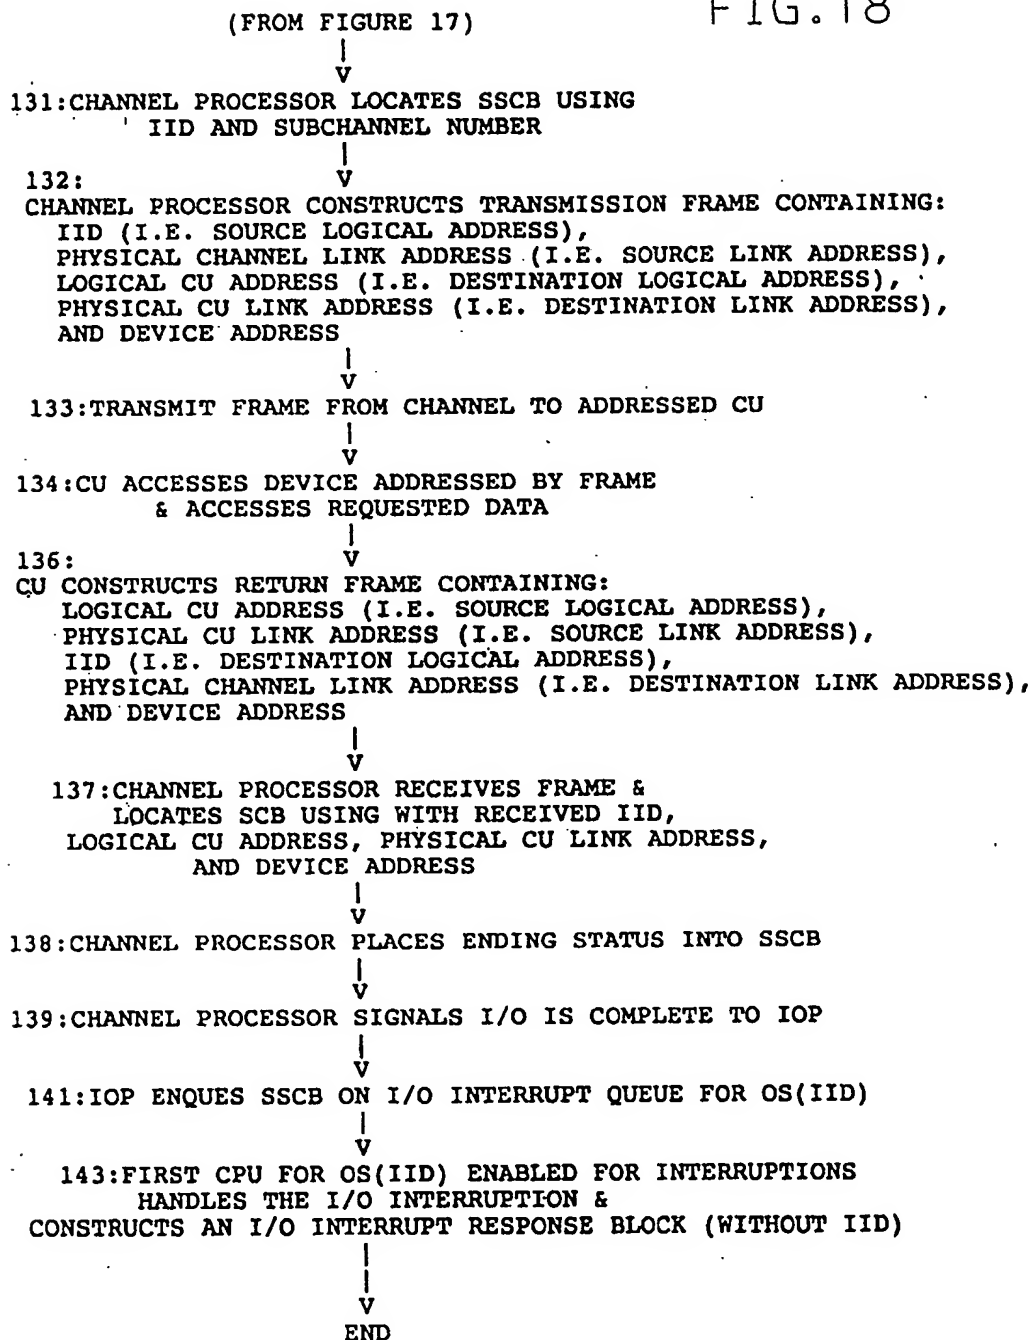 FIG.18
(FROM FIGURE 17)
|
V
131:CHANNEL PROCESSOR LOCATES SSCB USING
IID AND SUBCHANNEL NUMBER
|
V
132:
CHANNEL PROCESSOR CONSTRUCTS TRANSMISSION FRAME CONTAINING:
IID (I.E. SOURCE LOGICAL ADDRESS),
PHYSICAL CHANNEL LINK ADDRESS (I.E. SOURCE LINK ADDRESS),
LOGICAL CU ADDRESS (I.E. DESTINATION LOGICAL ADDRESS),
PHYSICAL CU LINK ADDRESS (I.E. DESTINATION LINK ADDRESS),
AND DEVICE ADDRESS
|
V
133:TRANSMIT FRAME FROM CHANNEL TO ADDRESSED CU
|
V
134:CU ACCESSES DEVICE ADDRESSED BY FRAME
& ACCESSES REQUESTED DATA
|
V
136:
CU CONSTRUCTS RETURN FRAME CONTAINING:
LOGICAL CU ADDRESS (I.E. SOURCE LOGICAL ADDRESS),
PHYSICAL CU LINK ADDRESS (I.E. SOURCE LINK ADDRESS),
IID (I.E. DESTINATION LOGICAL ADDRESS),
PHYSICAL CHANNEL LINK ADDRESS (I.E. DESTINATION LINK ADDRESS),
AND DEVICE ADDRESS
|
V
137:CHANNEL PROCESSOR RECEIVES FRAME &
LOCATES SCB USING WITH RECEIVED IID,
LOGICAL CU ADDRESS, PHYSICAL CU LINK ADDRESS,
AND DEVICE ADDRESS
|
V
138:CHANNEL PROCESSOR PLACES ENDING STATUS INTO SSCB
|
V
139:CHANNEL PROCESSOR SIGNALS I/O IS COMPLETE TO IOP
|
V
141:IOP ENQUES SSCB ON I/O INTERRUPT QUEUE FOR OS(IID)
|
V
143:FIRST CPU FOR OS(IID) ENABLED FOR INTERRUPTIONS
HANDLES THE I/O INTERRUPTION &
CONSTRUCTS AN I/O INTERRUPT RESPONSE BLOCK (WITHOUT IID)
|
|
V
END